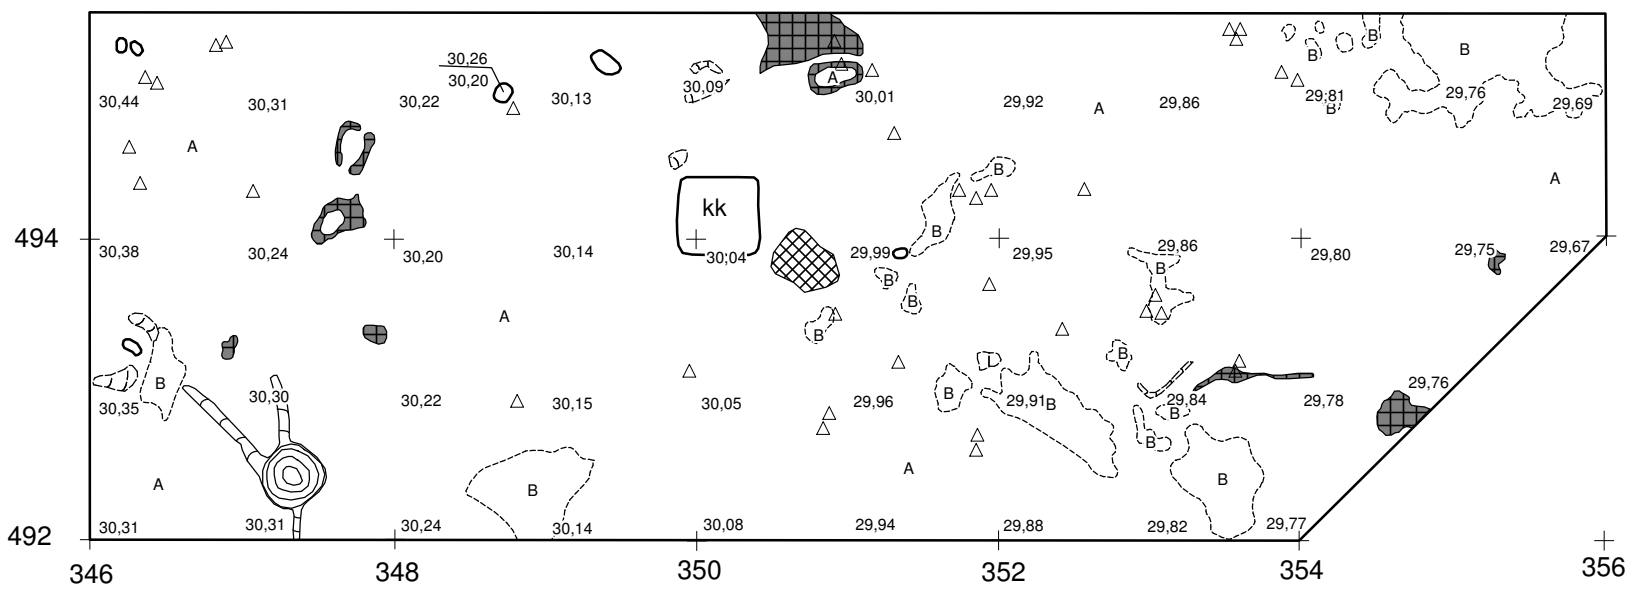 B B B
30,26
30,20 30,09 A
30,44 30,31 30,22 30,13 30,01 29,92 A 29,86 29,81 B 29,76 29,69
A
B A
kk
B
494
30,38 30,24 30,20 30,14 30,04 29,99 29,95 29,86 29,80 29,75 29,67
B B
B
A B
B
B B 29,76
30,35 30,30 30,22 30,15 30,05 29,96 29,91 B 29,84 29,78
B
B
A
A B B
30,31 30,31 30,24 30,14 30,08 29,94 29,88 29,82 29,77
492
346 348 350 352 354 356